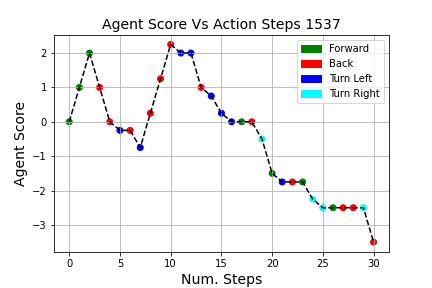 Agent Score Vs Action Steps 1537
Forward
Back
Turn Left
Turn Right
Agent Score
2
1
0
−1
−2
−3
0 5 10 15 20 25 30
Num. Steps